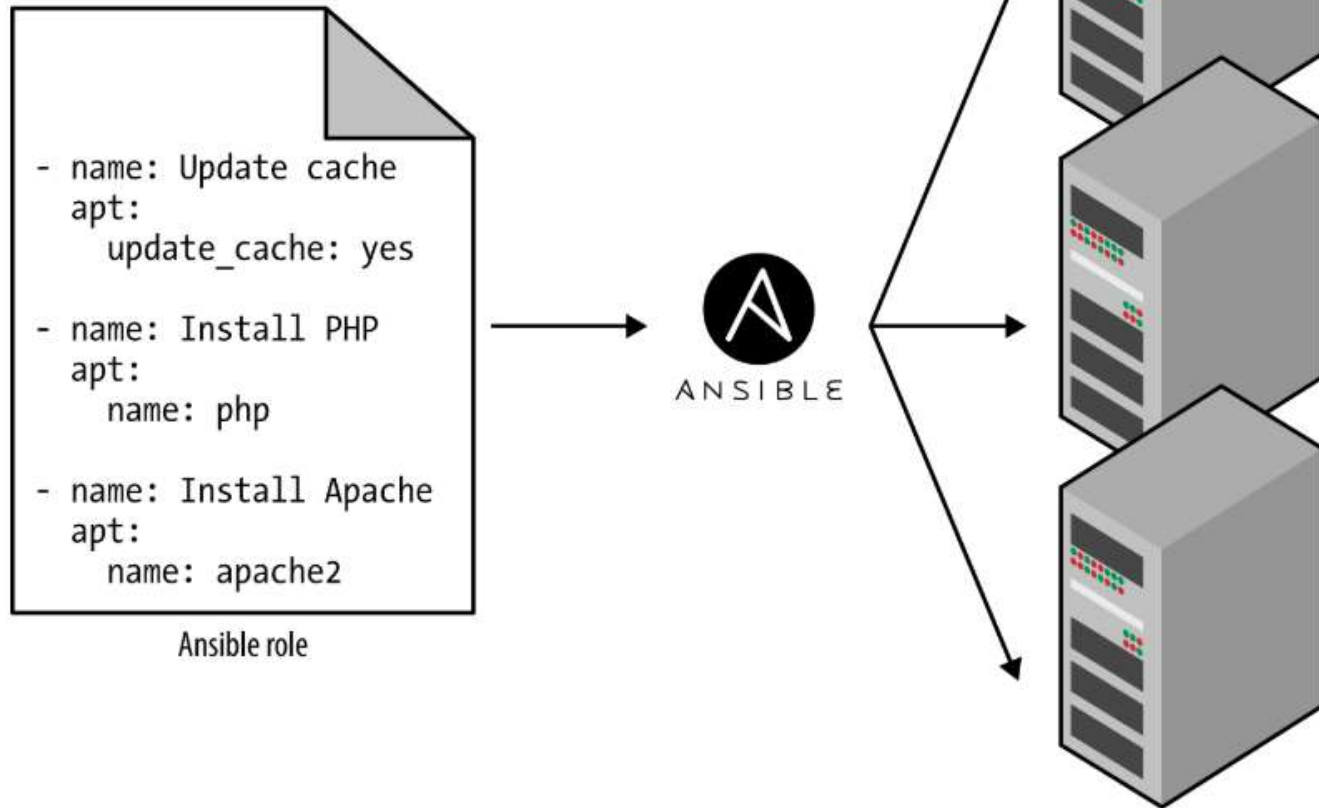 - name: Update cache
  apt:
    update_cache: yes
- name: Install PHP
  apt:
    name: php
- name: Install Apache
  apt:
    name: apache2
Ansible role
ANSIBLE